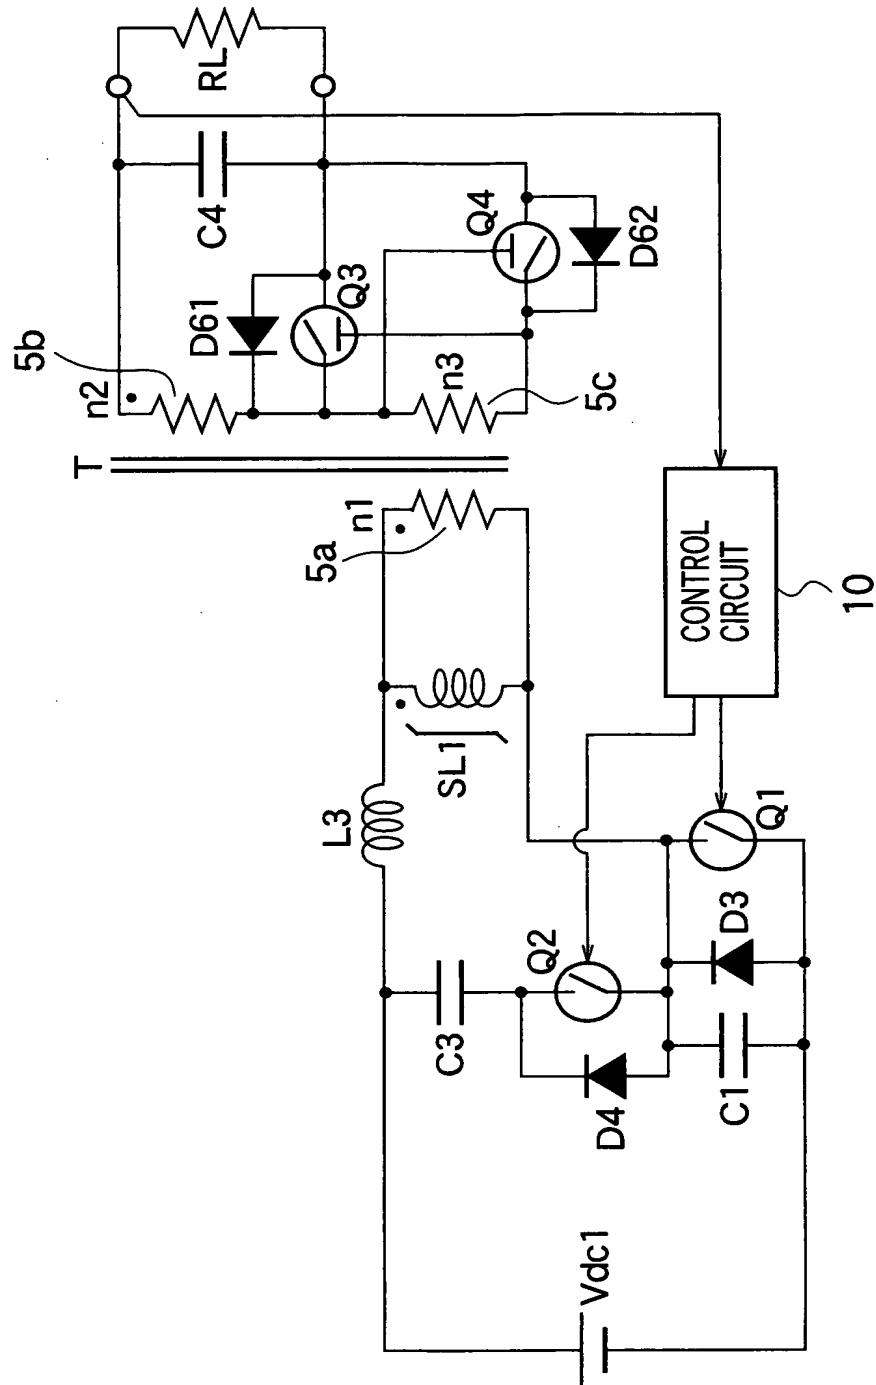 Vdc1
C3
D4
Q2
C1
D3
Q1
L3
SL1
5a
n1
T
n2
5b
D61
Q3
n3
5c
C4
Q4
D62
RL
CONTROL
CIRCUIT
10